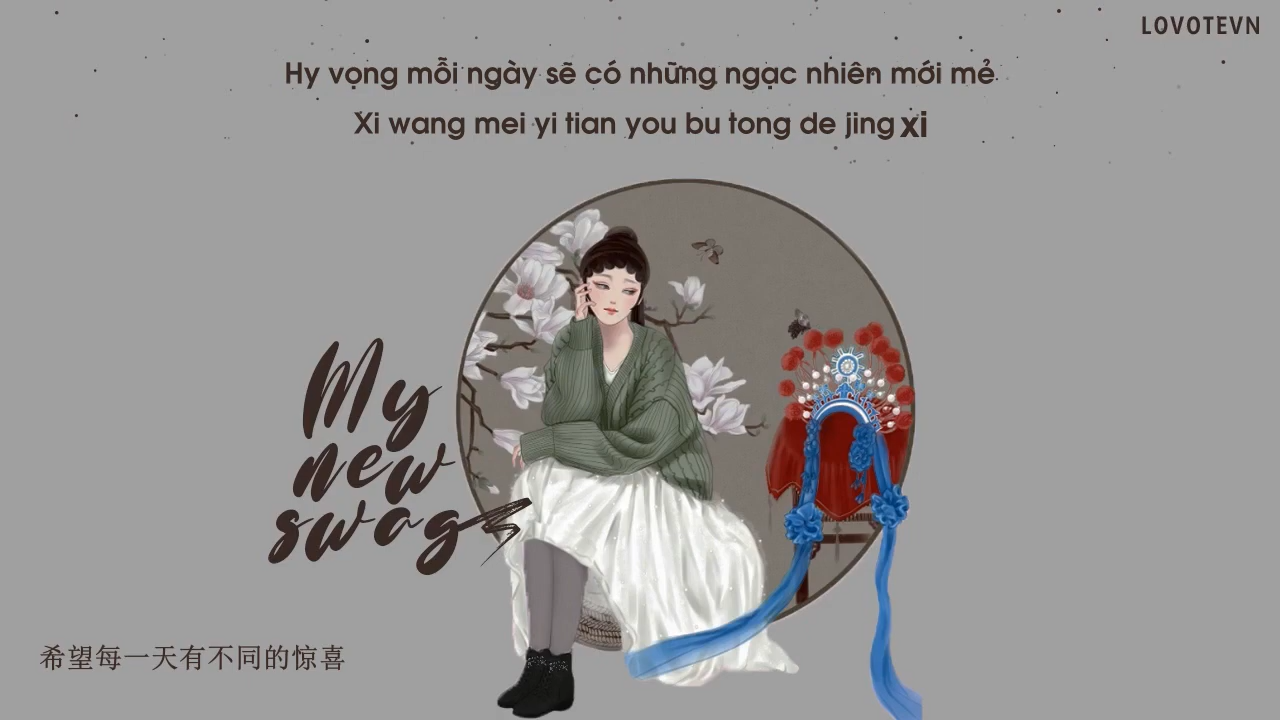 LOVOTEVN
Hy vọng mỗi ngày sẽ có những ngạc nhiên mới mẻ
Xi wang mei yi tian you bu tong de jing xi
My
new
swag
希望每一天有不同的惊喜